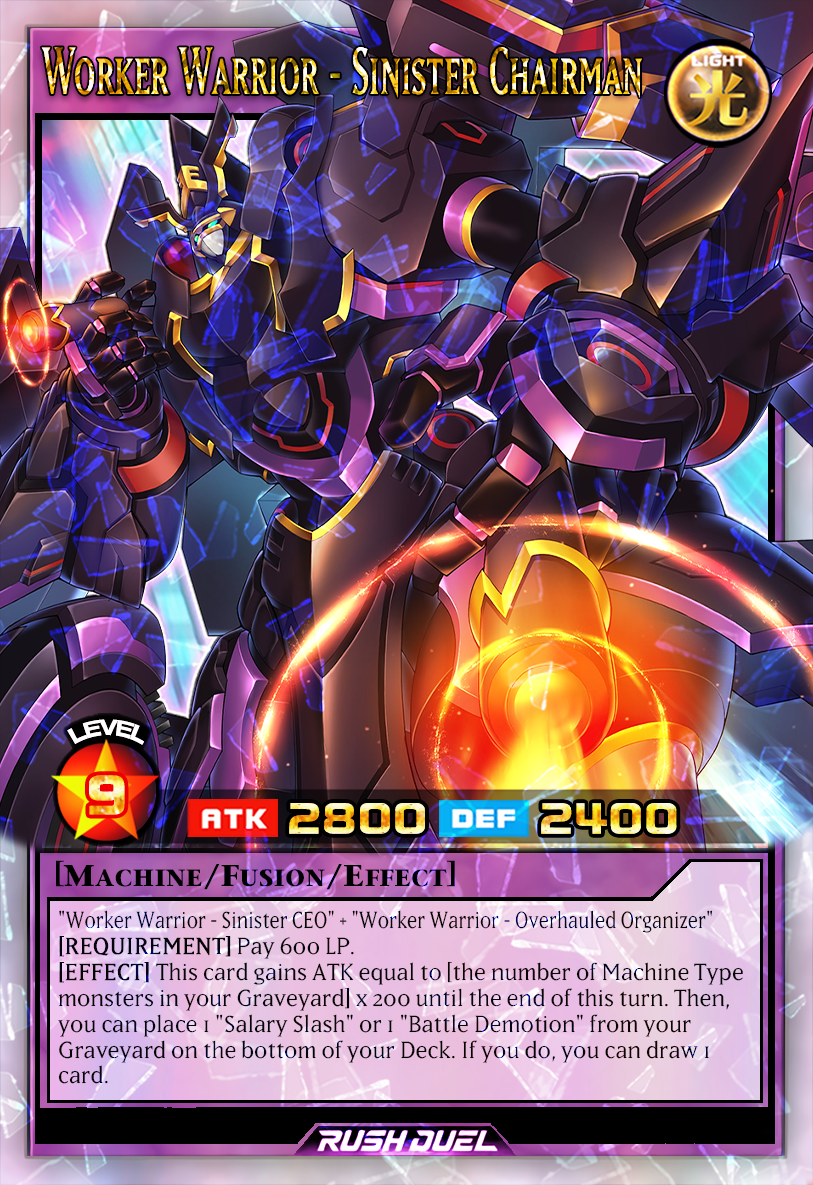 WORKER WARRIOR - SINISTER CHAIRMAN
LIGHT
光
E
LEVEL
9
ATK 2800 DEF 2400
[MACHINE/FUSION/EFFECT]
"Worker Warrior - Sinister CEO" + "Worker Warrior - Overhauled Organizer"
[REQUIREMENT] Pay 600 LP.
[EFFECT] This card gains ATK equal to [the number of Machine Type
monsters in your Graveyard] x 200 until the end of this turn. Then,
you can place 1 "Salary Slash" or 1 "Battle Demotion" from your
Graveyard on the bottom of your Deck. If you do, you can draw 1
card.
RUSH DUEL